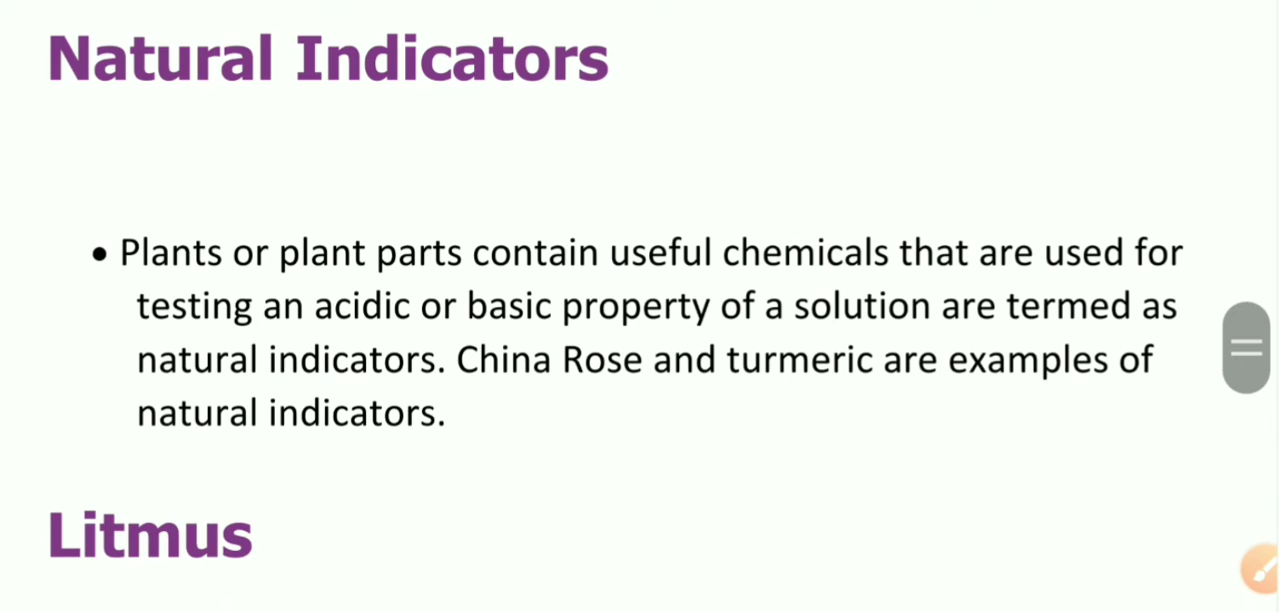 Natural Indicators
• Plants or plant parts contain useful chemicals that are used for
testing an acidic or basic property of a solution are termed as
natural indicators. China Rose and turmeric are examples of
natural indicators.
Litmus